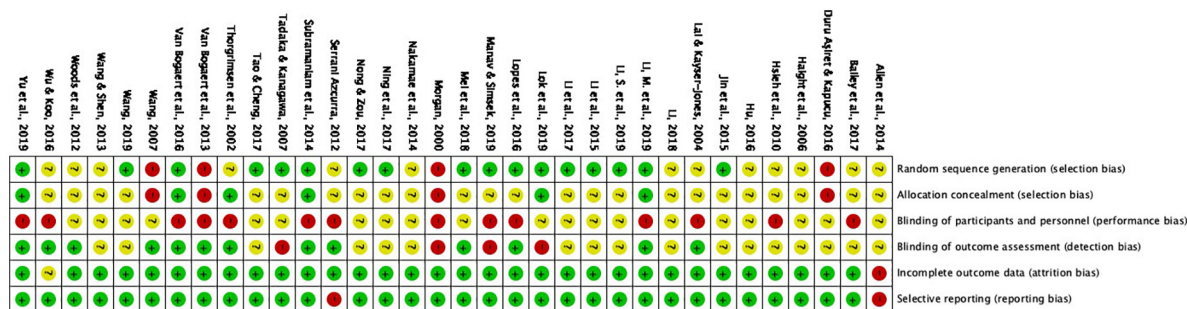 Yu et al., 2019
Wu & Koo, 2016
Woods et al., 2012
Wang & Shen, 2013
Wang, 2019
Wang, 2007
Van Bogaert et al., 2016
Van Bogaert et al., 2013
Thorgrimsen et al., 2002
Tao & Cheng, 2017
Tadaka & Kanagawa, 2007
Subramaniam et al., 2014
Serrani Azcurra, 2012
Nong & Zou, 2017
Ning et al., 2017
Nakamae et al., 2014
Morgan, 2000
Mei et al., 2018
Manav & Simsek, 2019
Lopes et al., 2016
Lok et al., 2019
Li et al., 2017
Li et al., 2015
Li, S. et al., 2019
Li, M. et al., 2019
Li, 2018
Lai & Kayser-Jones, 2004
Jin et al., 2015
Hu, 2016
Hsieh et al., 2010
Haight et al., 2006
Duru Aşiret & Kapucu, 2016
Bailey et al., 2017
Allen et al., 2014
+ ? ? ? + - + - ? + + + ? + + ? - + + + + + + + + ? ? + ? ? ? - ? ?
Random sequence generation (selection bias)
+ ? ? ? ? - + - + ? ? + ? ? ? ? - ? ? ? + ? ? ? + ? ? ? ? ? ? - ? ?
Allocation concealment (selection bias)
Blinding of participants and personnel (performance bias)
Blinding of outcome assessment (detection bias)
Incomplete outcome data (attrition bias)
Selective reporting (reporting bias)